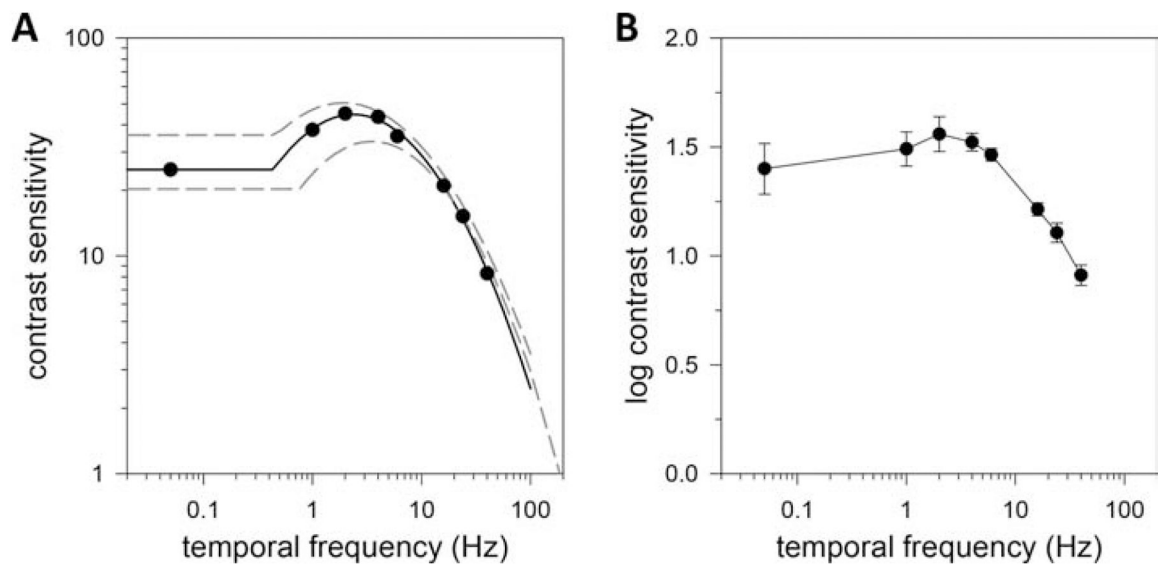 A
100
10
1
contrast sensitivity
0.1 1 10 100
temporal frequency (Hz)
B
2.0
1.5
1.0
0.5
0.0
log contrast sensitivity
0.1 1 10 100
temporal frequency (Hz)